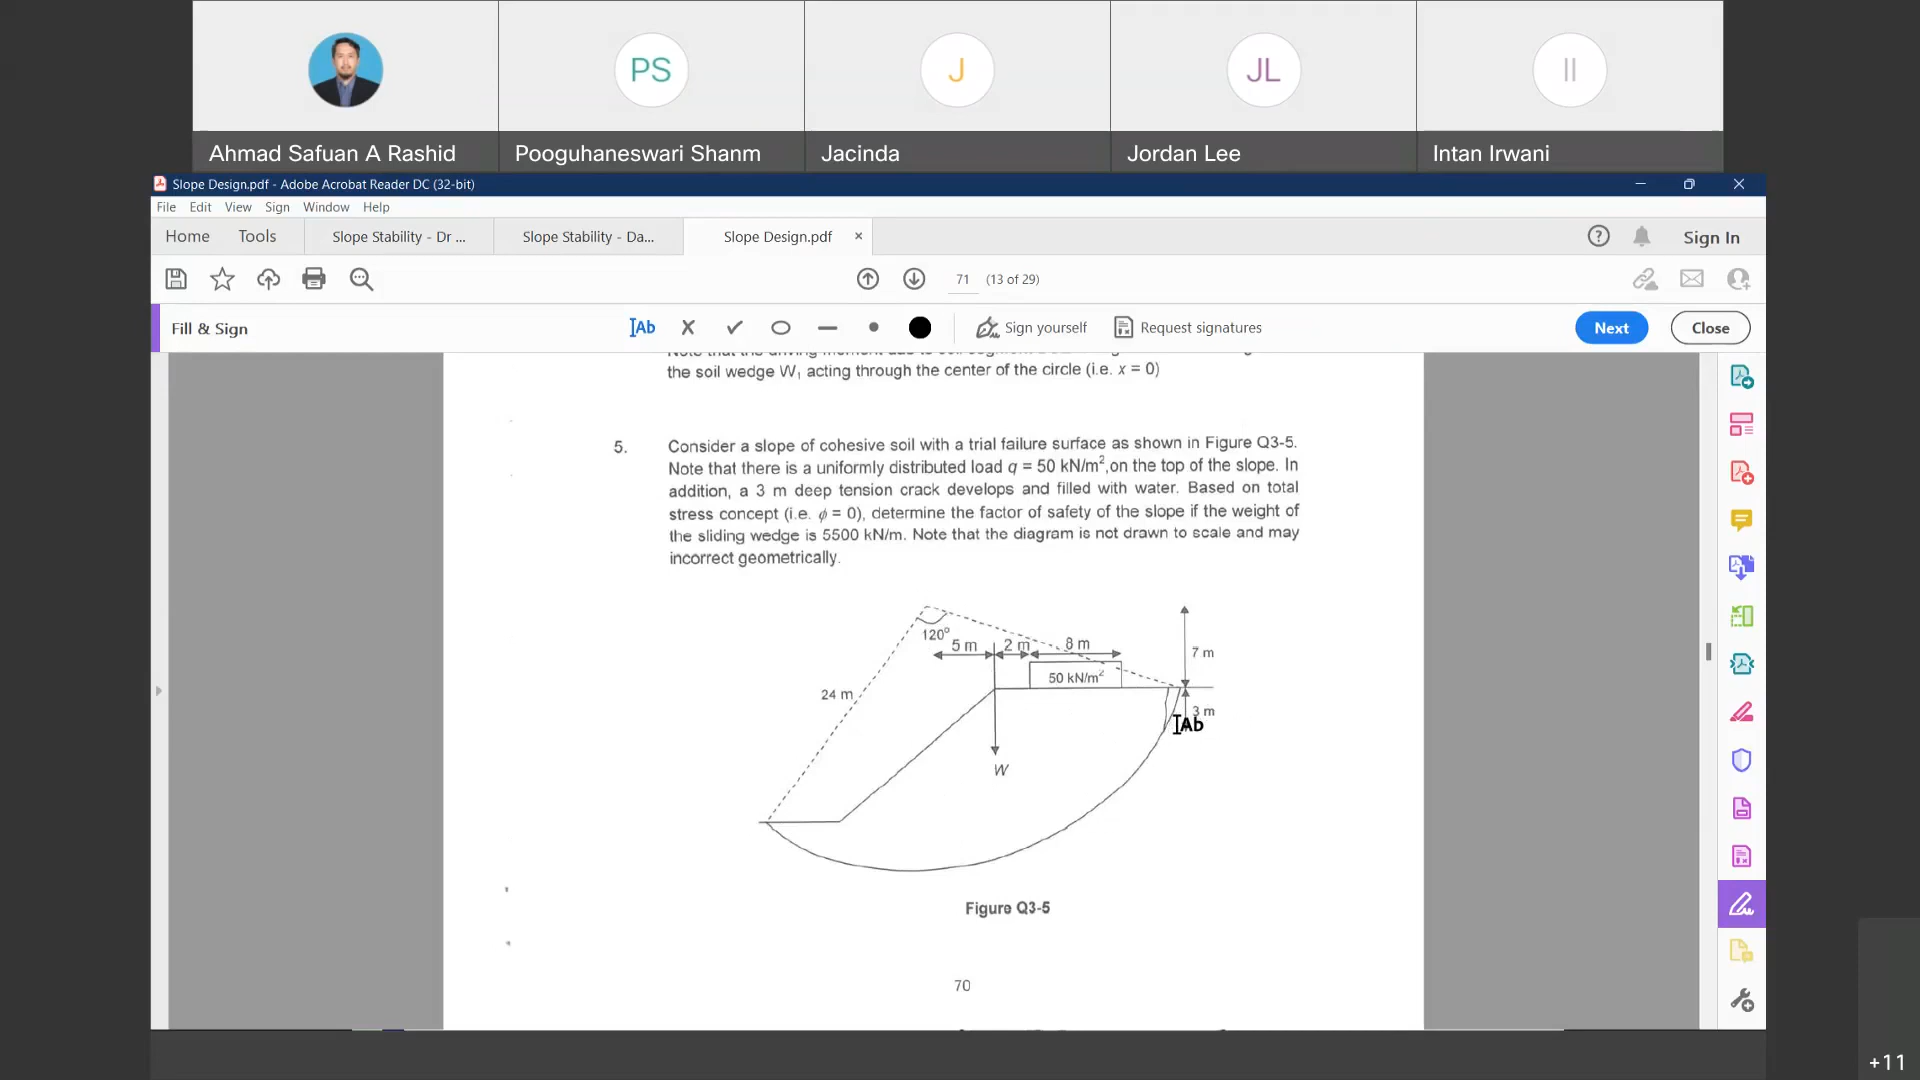 PS
J
JL
II
Ahmad Safuan A Rashid
Pooguhaneswari Shanm
Jacinda
Jordan Lee
Intan Irwani
Slope Design.pdf - Adobe Acrobat Reader DC (32-bit)
File Edit View Sign Window Help
Home Tools Slope Stability - Dr ... Slope Stability - Da... Slope Design.pdf × Sign In
71 (13 of 29)
Fill & Sign Ab Sign yourself Request signatures Next Close
the soil wedge W₁ acting through the center of the circle (i.e. x = 0)
5. Consider a slope of cohesive soil with a trial failure surface as shown in Figure Q3-5.
Note that there is a uniformly distributed load q = 50 kN/m²,on the top of the slope. In
addition, a 3 m deep tension crack develops and filled with water. Based on total
stress concept (i.e. ϕ = 0), determine the factor of safety of the slope if the weight of
the sliding wedge is 5500 kN/m. Note that the diagram is not drawn to scale and may
incorrect geometrically.
120°
5 m 2 m 8 m
7 m
50 kN/m²
24 m
3 m
Ab
W
Figure Q3-5
70
+11